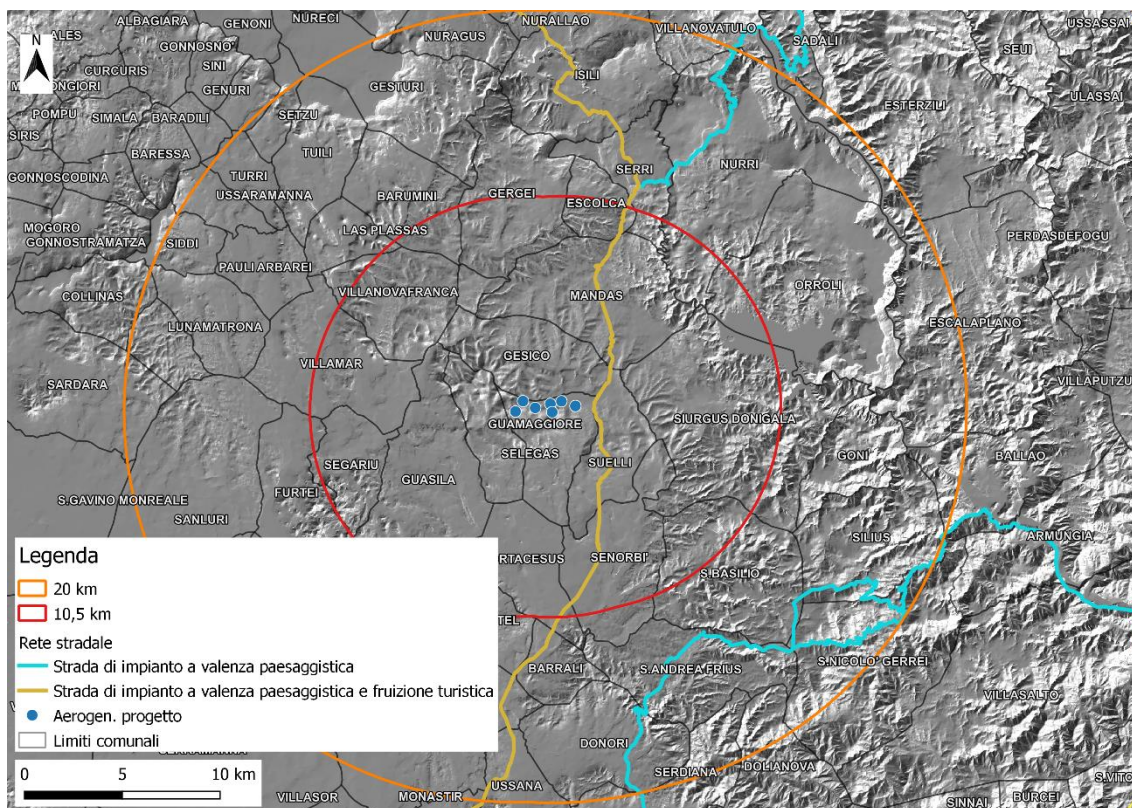 ALBAGIARA
GENONI
NURECI
NURALLAO
VILLANOVATULO
USSASSAI
ALES
GONNOSNO'
NURAGUS
SADALI
SEUI
N
SINI
ISILI
CURCURIS
GENURI
GESTURI
ULASSAI
POMPU
SIMALA
BARADILI
SETZU
ESTERZILI
SIRIS
BARESSA
TUILI
SERRI
NURRI
GONNOSCODINA
TURRI
USSARAMANNA
BARUMINI
GERGEI
ESCOLCA
MOGORO
GONNOSTRAMATZA
SIDDI
LAS PLASSAS
PERDASDEFOGU
PAULI ARBAREI
ORROLI
COLLINAS
VILLANOVAFRANCA
MANDAS
LUNAMATRONA
ESCALAPLANO
GESICO
VILLAMAR
SARDARA
VILLAPUTZU
GUAMAGGIORE
SIURGUS DONIGALA
SELEGAS
GONI
BALLAO
SEGARIU
SUELLI
GUASILA
S.GAVINO MONREALE
FURTEI
SANLURI
SILIUS
ARMUNGIA
SENORBI'
S.BASILIO
Legenda
20 km
10,5 km
Rete stradale
Strada di impianto a valenza paesaggistica
Strada di impianto a valenza paesaggistica e fruizione turistica
Aerogen. progetto
Limiti comunali
0 5 10 km
BARRALI
S.ANDREA FRIUS
S.NICOLO' GERREI
VILLASALTO
DONORI
SERDIANA
DOLIANOVA
USSANA
VILLASOR
MONASTIR
SINNAI
BURCEI
S.VITO